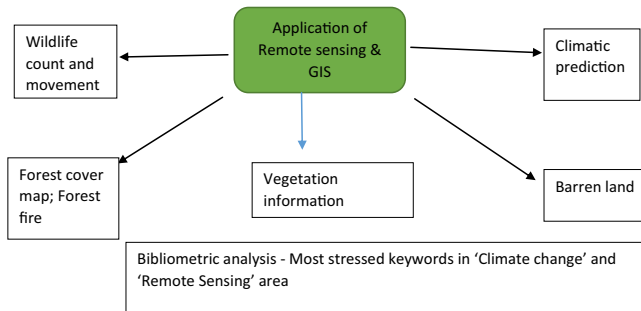 Application of
Remote sensing &
GIS
Wildlife
count and
movement
Climatic
prediction
Forest cover
map; Forest
fire
Vegetation
information
Barren land
Bibliometric analysis - Most stressed keywords in ‘Climate change’ and
‘Remote Sensing’ area